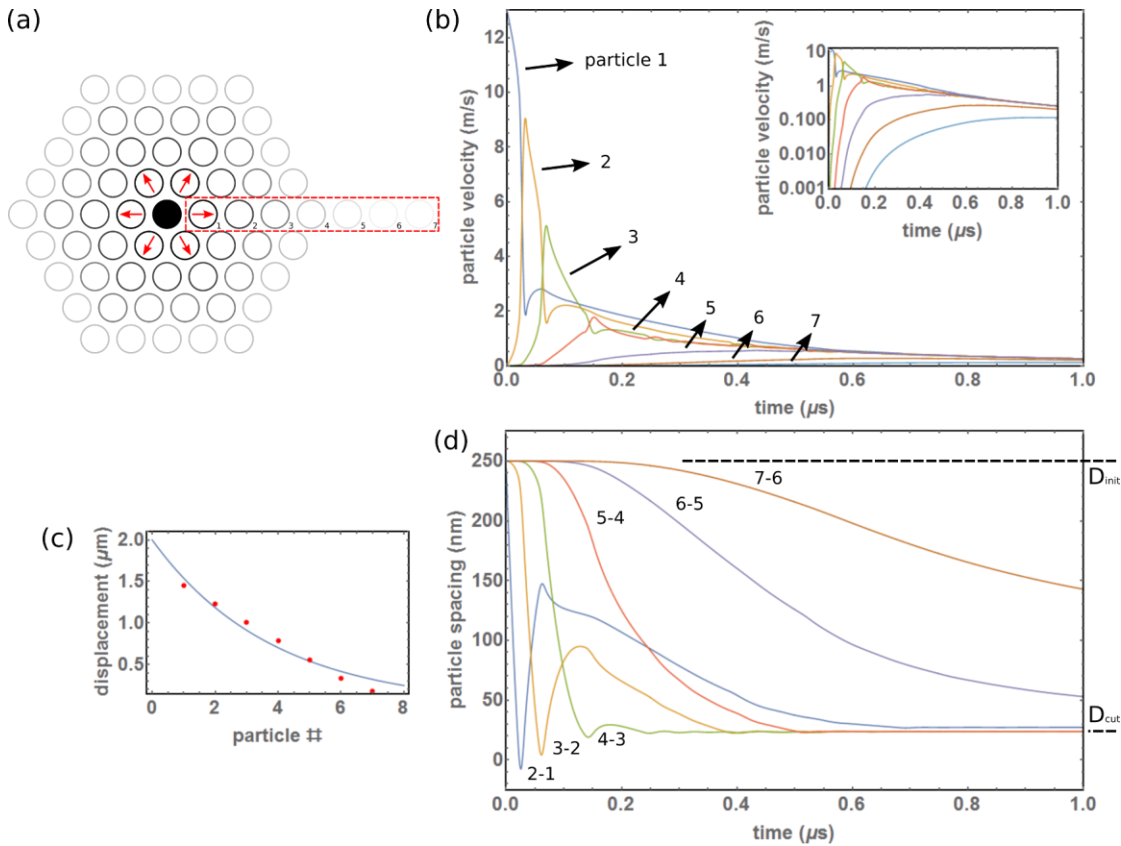 (a)
1 2 3 4 5 6 7
(b)
particle velocity (m/s)
12
10
8
6
4
2
0
0.0 0.2 0.4 0.6 0.8 1.0
time (μs)
particle 1
2
3
4
5
6
7
particle velocity (m/s)
10
1
0.100
0.010
0.001
0.0 0.2 0.4 0.6 0.8 1.0
time (μs)
(c)
displacement (μm)
2.0
1.5
1.0
0.5
0 2 4 6 8
particle #
(d)
particle spacing (nm)
250
200
150
100
50
0
0.0 0.2 0.4 0.6 0.8 1.0
time (μs)
7-6
6-5
5-4
4-3
3-2
2-1
Dinit
Dcut